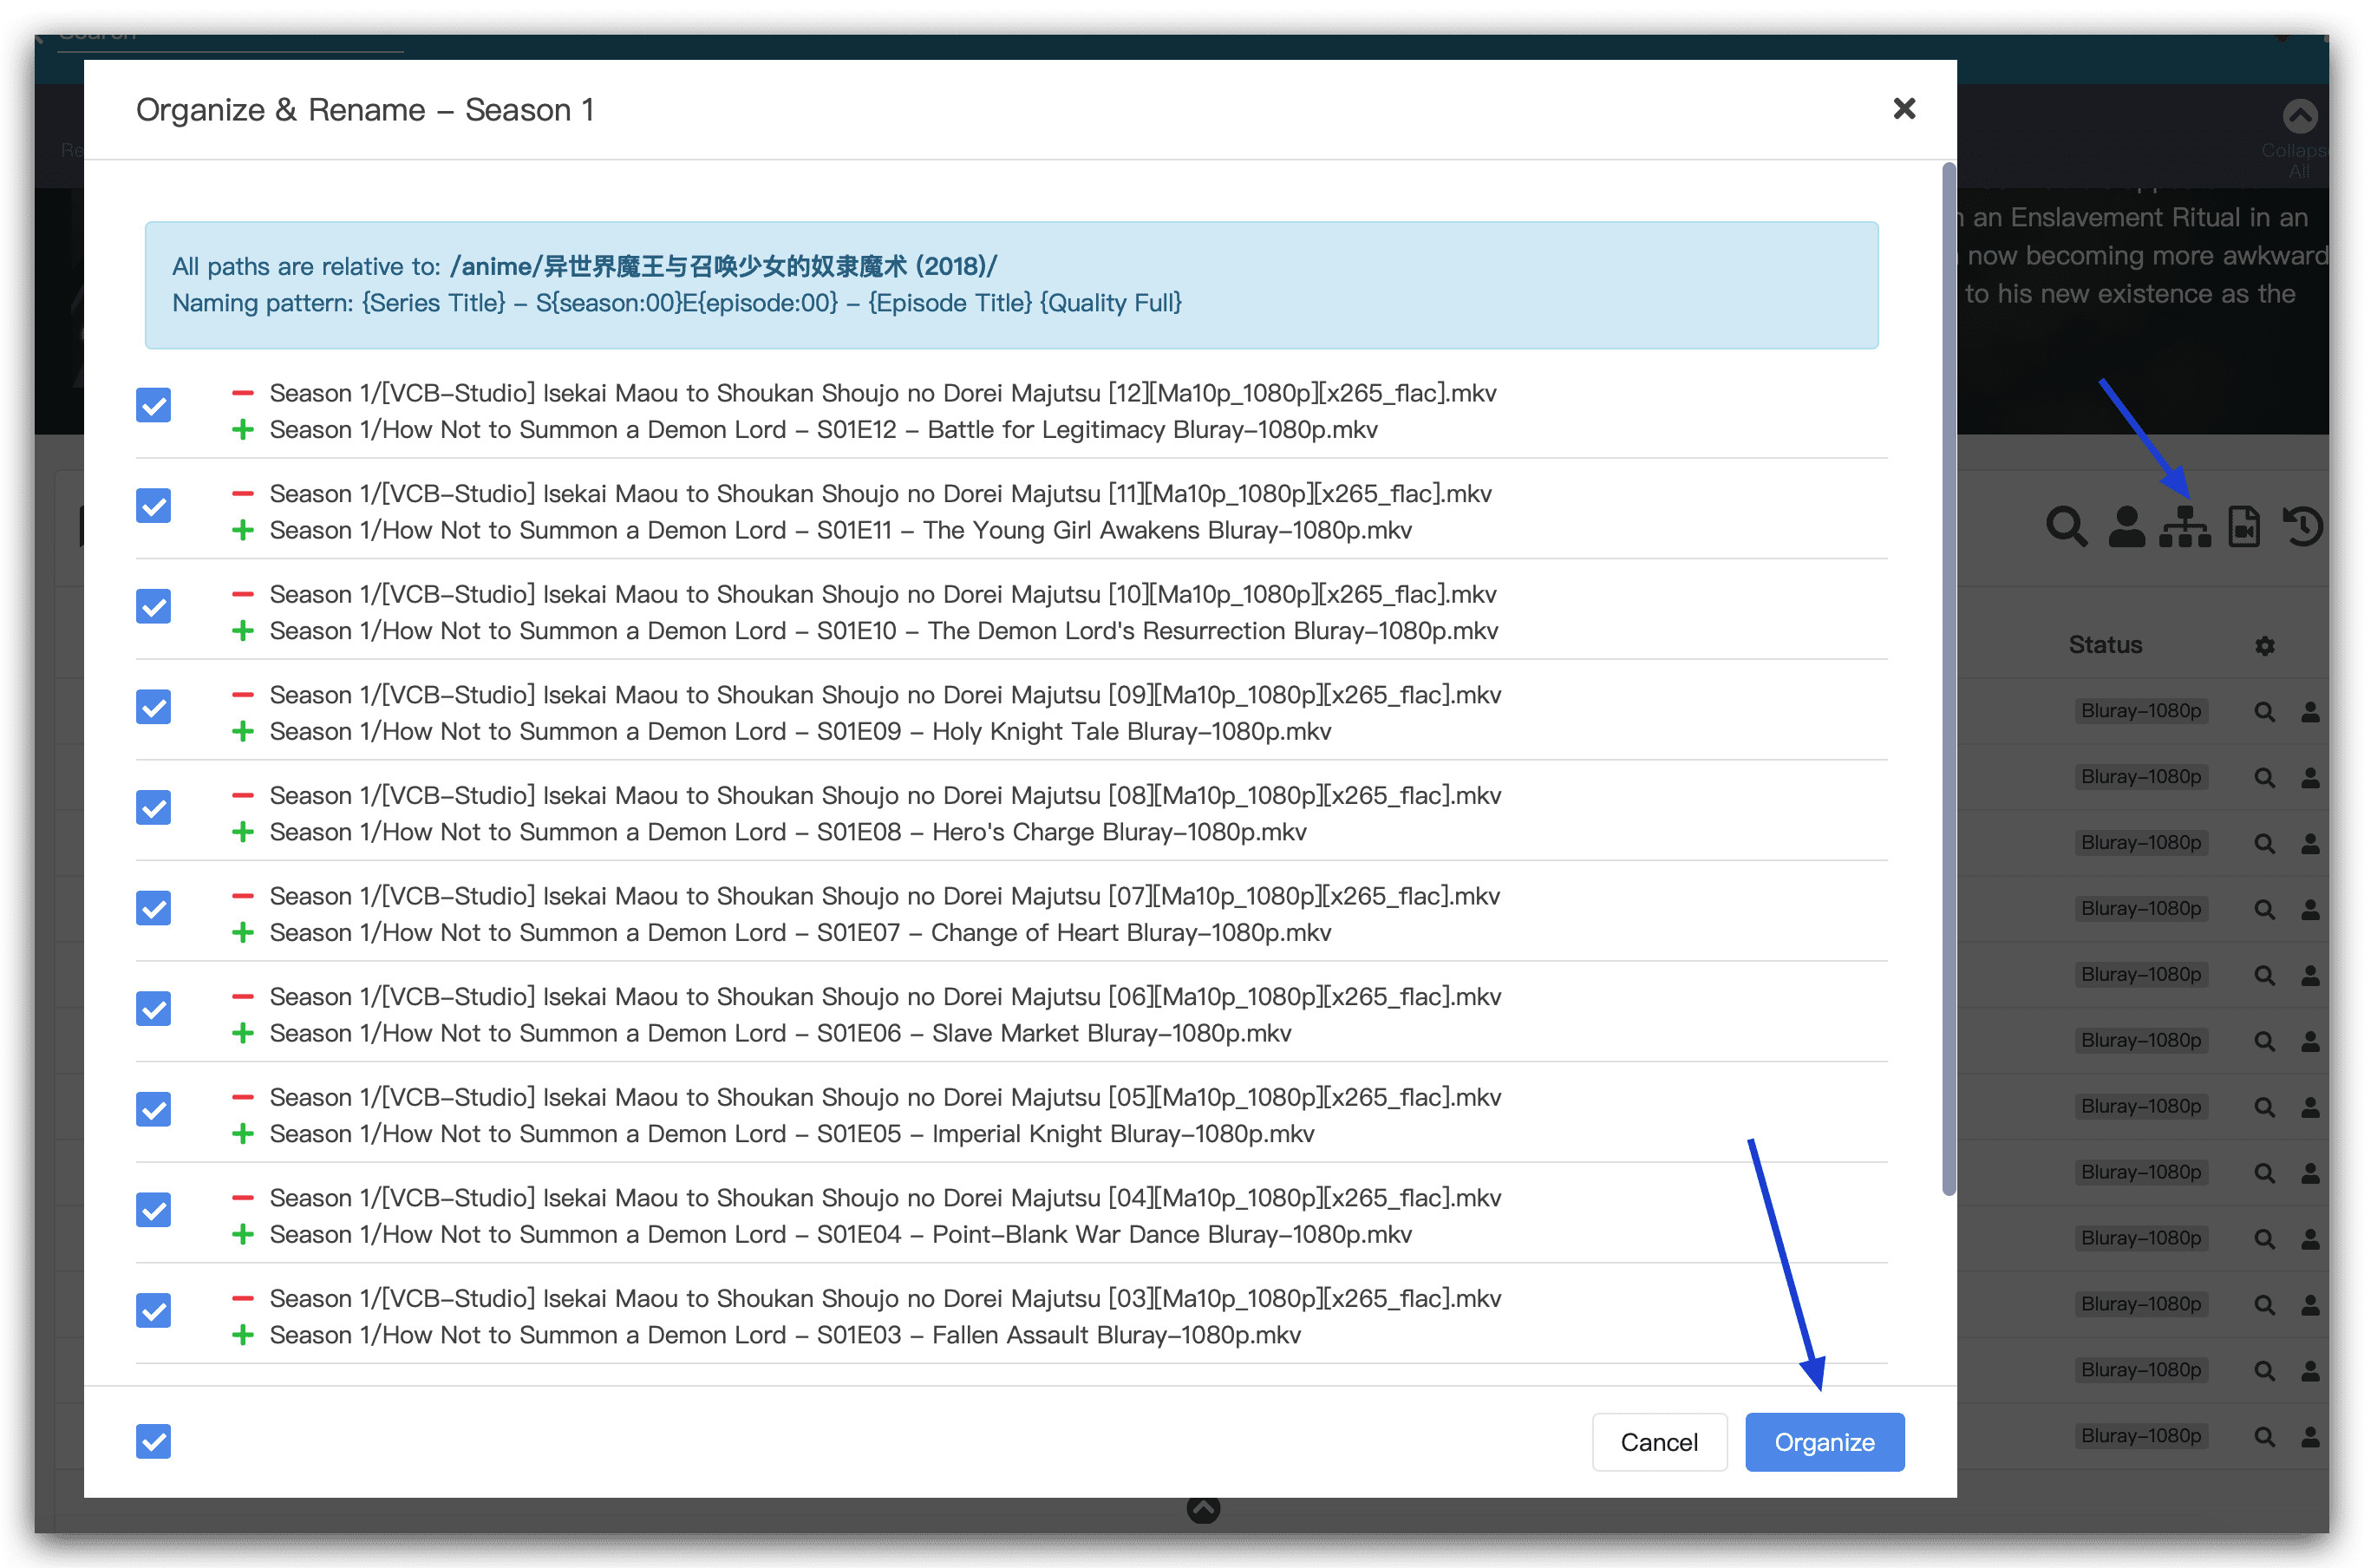 Search
Organize & Rename – Season 1
Collapse
All
Re
All paths are relative to: /anime/异世界魔王与召唤少女的奴隶魔术 (2018)/
Naming pattern: {Series Title} – S{season:00}E{episode:00} – {Episode Title} {Quality Full}
n an Enslavement Ritual in an
now becoming more awkward
to his new existence as the
Season 1/[VCB–Studio] Isekai Maou to Shoukan Shoujo no Dorei Majutsu [12][Ma10p_1080p][x265_flac].mkv
Season 1/How Not to Summon a Demon Lord – S01E12 – Battle for Legitimacy Bluray–1080p.mkv
Season 1/[VCB–Studio] Isekai Maou to Shoukan Shoujo no Dorei Majutsu [11][Ma10p_1080p][x265_flac].mkv
Season 1/How Not to Summon a Demon Lord – S01E11 – The Young Girl Awakens Bluray–1080p.mkv
Season 1/[VCB–Studio] Isekai Maou to Shoukan Shoujo no Dorei Majutsu [10][Ma10p_1080p][x265_flac].mkv
Season 1/How Not to Summon a Demon Lord – S01E10 – The Demon Lord's Resurrection Bluray–1080p.mkv
Season 1/[VCB–Studio] Isekai Maou to Shoukan Shoujo no Dorei Majutsu [09][Ma10p_1080p][x265_flac].mkv
Season 1/How Not to Summon a Demon Lord – S01E09 – Holy Knight Tale Bluray–1080p.mkv
Season 1/[VCB–Studio] Isekai Maou to Shoukan Shoujo no Dorei Majutsu [08][Ma10p_1080p][x265_flac].mkv
Season 1/How Not to Summon a Demon Lord – S01E08 – Hero's Charge Bluray–1080p.mkv
Season 1/[VCB–Studio] Isekai Maou to Shoukan Shoujo no Dorei Majutsu [07][Ma10p_1080p][x265_flac].mkv
Season 1/How Not to Summon a Demon Lord – S01E07 – Change of Heart Bluray–1080p.mkv
Season 1/[VCB–Studio] Isekai Maou to Shoukan Shoujo no Dorei Majutsu [06][Ma10p_1080p][x265_flac].mkv
Season 1/How Not to Summon a Demon Lord – S01E06 – Slave Market Bluray–1080p.mkv
Season 1/[VCB–Studio] Isekai Maou to Shoukan Shoujo no Dorei Majutsu [05][Ma10p_1080p][x265_flac].mkv
Season 1/How Not to Summon a Demon Lord – S01E05 – Imperial Knight Bluray–1080p.mkv
Season 1/[VCB–Studio] Isekai Maou to Shoukan Shoujo no Dorei Majutsu [04][Ma10p_1080p][x265_flac].mkv
Season 1/How Not to Summon a Demon Lord – S01E04 – Point–Blank War Dance Bluray–1080p.mkv
Season 1/[VCB–Studio] Isekai Maou to Shoukan Shoujo no Dorei Majutsu [03][Ma10p_1080p][x265_flac].mkv
Season 1/How Not to Summon a Demon Lord – S01E03 – Fallen Assault Bluray–1080p.mkv
Cancel
Organize
Status
Bluray–1080p
Bluray–1080p
Bluray–1080p
Bluray–1080p
Bluray–1080p
Bluray–1080p
Bluray–1080p
Bluray–1080p
Bluray–1080p
Bluray–1080p
Bluray–1080p
Bluray–1080p